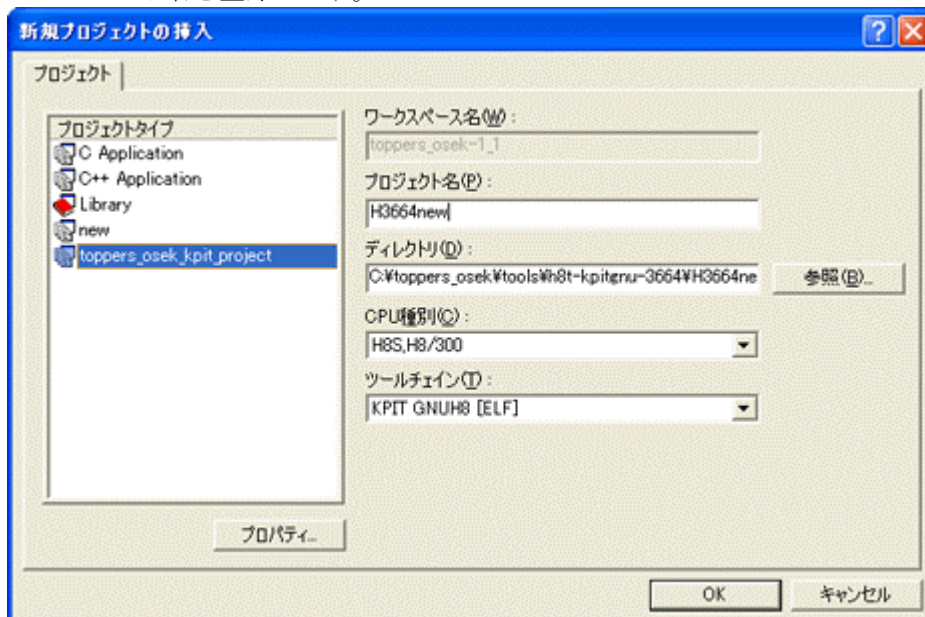 新規プロジェクトの挿入
プロジェクト
プロジェクトタイプ
C Application
C++ Application
Library
new
toppers_osek_kpit_project
プロパティ...
ワークスペース名(W) :
toppers_osek-1_1
プロジェクト名(P) :
H3664new
ディレクトリ(D) :
C:¥toppers_osek¥tools¥h8t-kpitgnu-3664¥H3664ne
参照(B)...
CPU種別(C) :
H8S,H8/300
ツールチェイン(T) :
KPIT GNUH8 [ELF]
OK
キャンセル